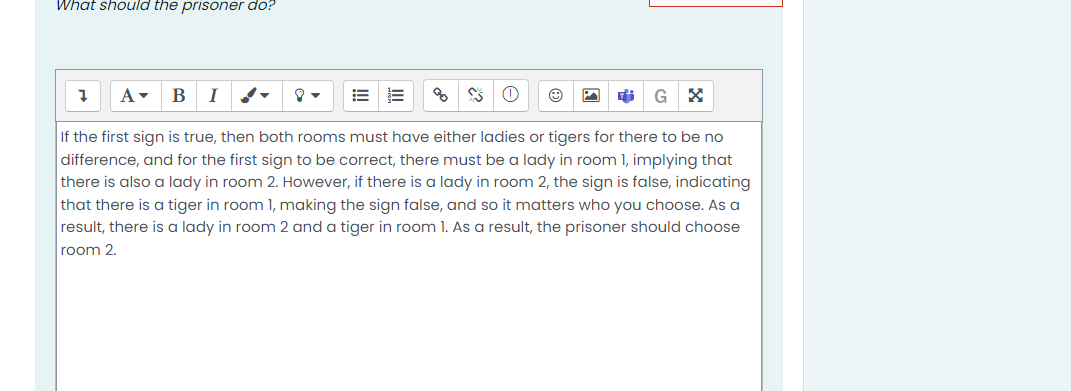 What should the prisoner do?
A B I G
If the first sign is true, then both rooms must have either ladies or tigers for there to be no
difference, and for the first sign to be correct, there must be a lady in room 1, implying that
there is also a lady in room 2. However, if there is a lady in room 2, the sign is false, indicating
that there is a tiger in room 1, making the sign false, and so it matters who you choose. As a
result, there is a lady in room 2 and a tiger in room 1. As a result, the prisoner should choose
room 2.